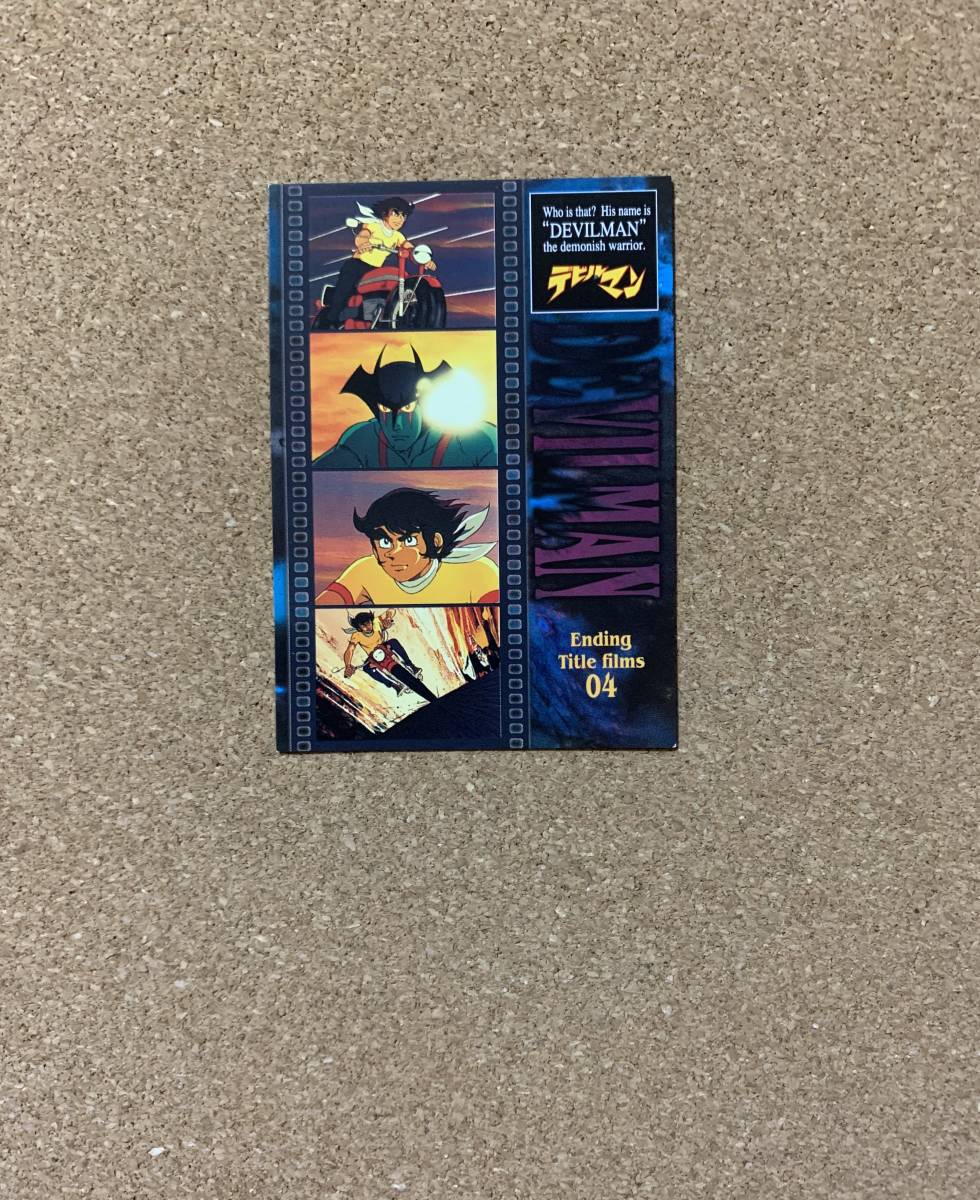 Who is that? His name is
"DEVILMAN"
the demonish warrior.
デビルマン
DEVILMAN
Ending
Title films
04